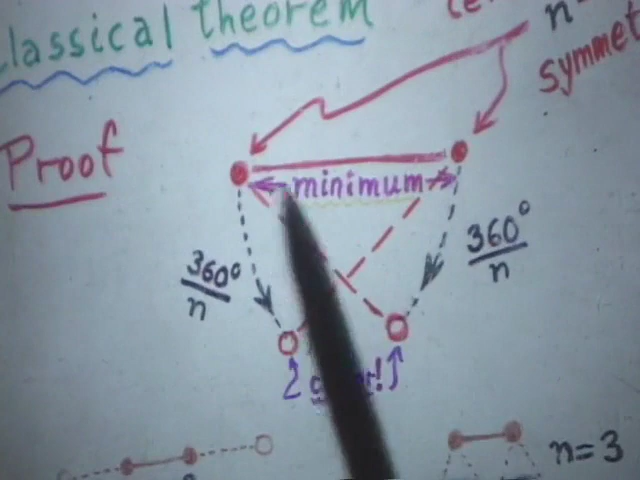 classical theorem
n
symmet
Proof
minimum
360°
n
360°
n
n=3